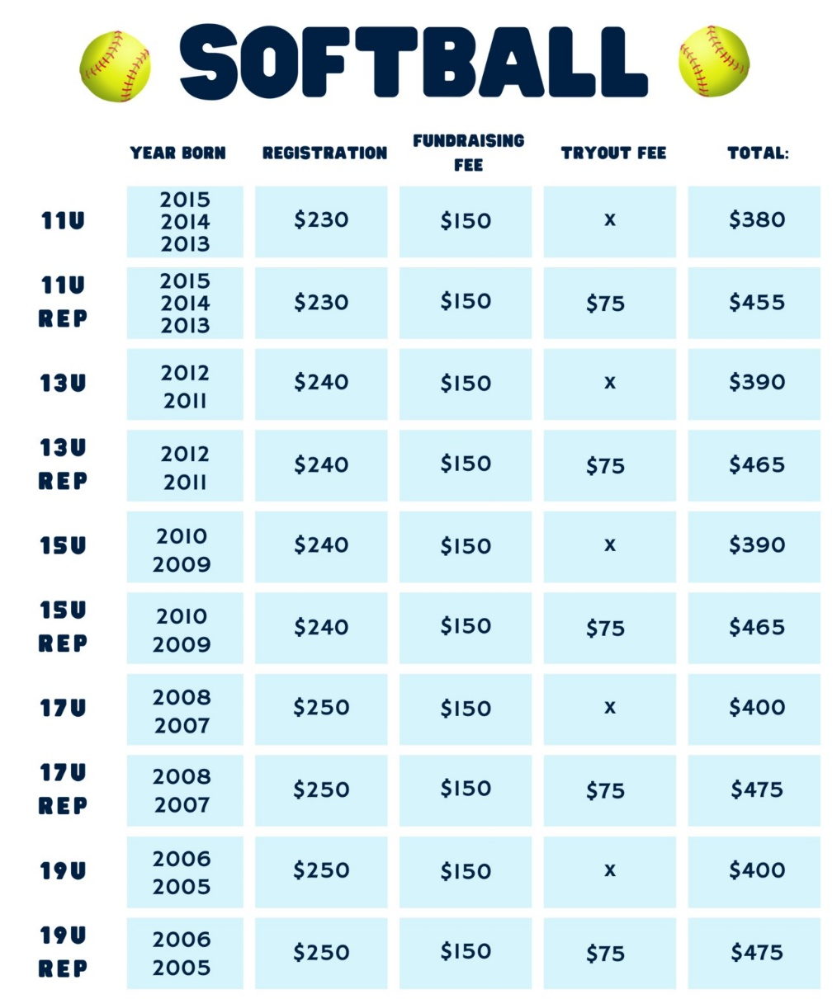 SOFTBALL
YEAR BORN REGISTRATION FUNDRAISING FEE TRYOUT FEE TOTAL:
11U
2015
2014
2013
$230 $150 x $380
11U
REP
2015
2014
2013
$230 $150 $75 $455
13U
2012
2011
$240 $150 x $390
13U
REP
2012
2011
$240 $150 $75 $465
15U
2010
2009
$240 $150 x $390
15U
REP
2010
2009
$240 $150 $75 $465
17U
2008
2007
$250 $150 x $400
17U
REP
2008
2007
$250 $150 $75 $475
19U
2006
2005
$250 $150 x $400
19U
REP
2006
2005
$250 $150 $75 $475